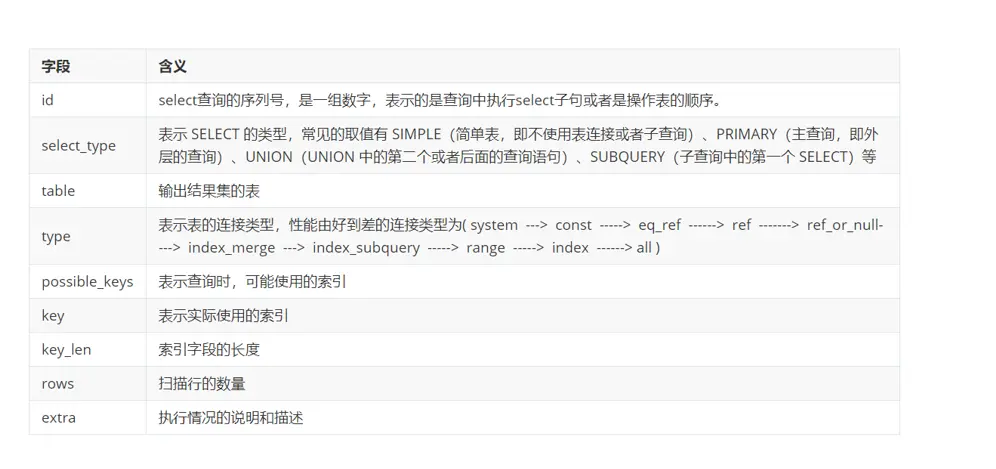 字段 含义
id select查询的序列号，是一组数字，表示的是查询中执行select子句或者是操作表的顺序。
select_type 表示 SELECT 的类型，常见的取值有 SIMPLE（简单表，即不使用表连接或者子查询）、PRIMARY（主查询，即外
层的查询）、UNION（UNION 中的第二个或者后面的查询语句）、SUBQUERY（子查询中的第一个 SELECT）等
table 输出结果集的表
type 表示表的连接类型，性能由好到差的连接类型为( system ---> const -----> eq_ref ------> ref -------> ref_or_null-
---> index_merge ---> index_subquery -----> range -----> index ------> all )
possible_keys 表示查询时，可能使用的索引
key 表示实际使用的索引
key_len 索引字段的长度
rows 扫描行的数量
extra 执行情况的说明和描述